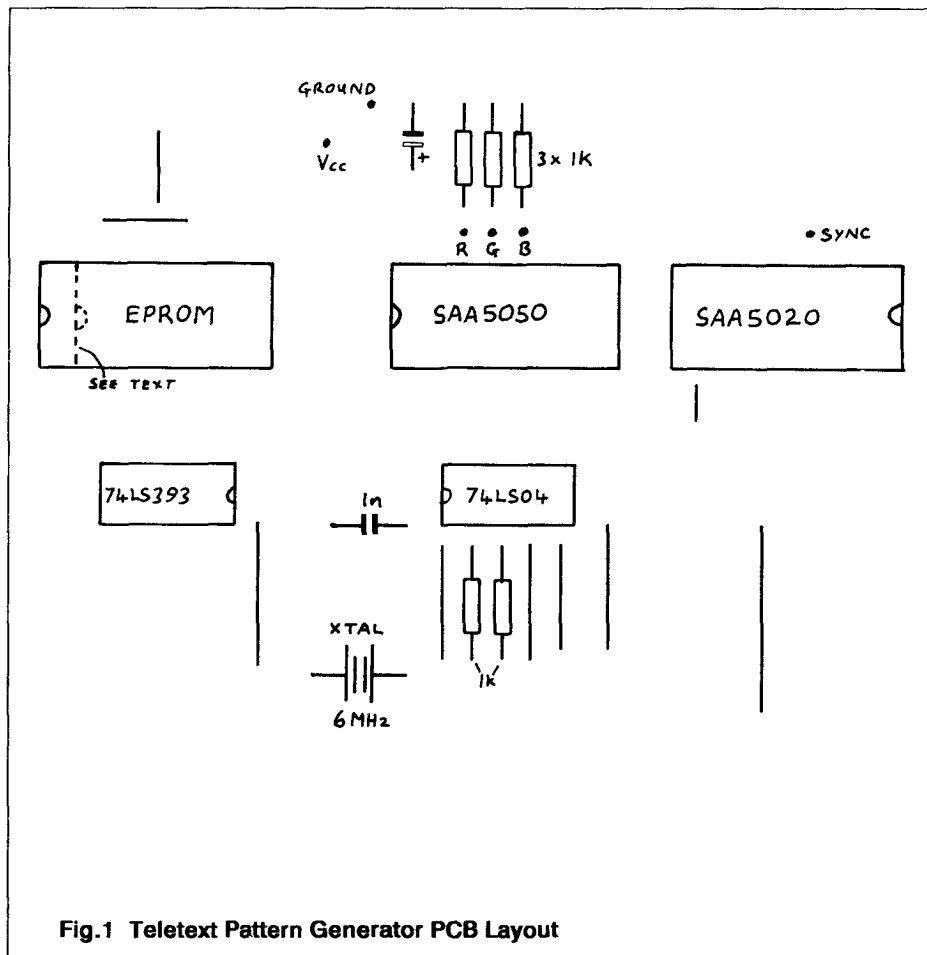 GROUND
Vcc
+
3 x 1K
R G B
SYNC
EPROM
SAA5050
SAA5020
SEE TEXT
74LS393
1n
74LS04
XTAL
1k
6MHz
Fig.1 Teletext Pattern Generator PCB Layout